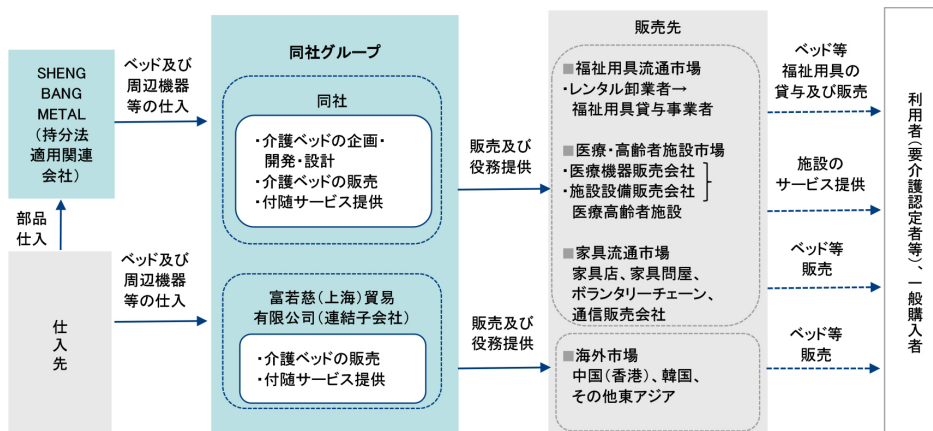 SHENG
BANG
METAL
(持分法
適用関連
会社)
部品
仕入
仕入先
ベッド及び
周辺機器
等の仕入
ベッド及び
周辺機器
等の仕入
同社グループ
同社
・介護ベッドの企画・
開発・設計
・介護ベッドの販売
・付随サービス提供
富若慈(上海)貿易
有限公司(連結子会社)
・介護ベッドの販売
・付随サービス提供
販売及び
役務提供
販売及び
役務提供
販売先
■福祉用具流通市場
・レンタル卸業者→
福祉用具貸与事業者
■医療・高齢者施設市場
・医療機器販売会社
・施設設備販売会社
医療高齢者施設
■家具流通市場
家具店、家具問屋、
ボランタリーチェーン、
通信販売会社
■海外市場
中国(香港)、韓国、
その他東アジア
ベッド等
福祉用具の
貸与及び販売
施設の
サービス提供
ベッド等
販売
ベッド等
販売
利用者(要介護認定者等)、一般購入者